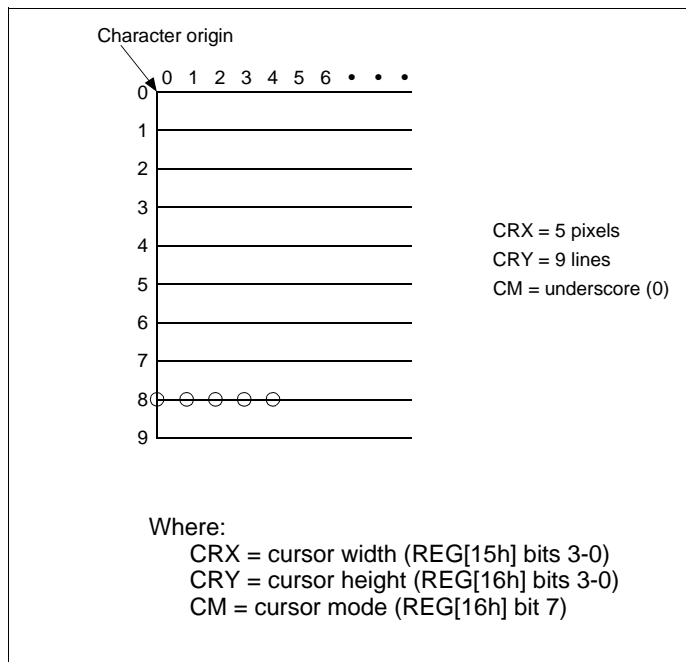 Character origin
0 1 2 3 4 5 6 • • •
0
1
2
3
4
5
6
7
8
9
CRX = 5 pixels
CRY = 9 lines
CM = underscore (0)
Where:
CRX = cursor width (REG[15h] bits 3-0)
CRY = cursor height (REG[16h] bits 3-0)
CM = cursor mode (REG[16h] bit 7)